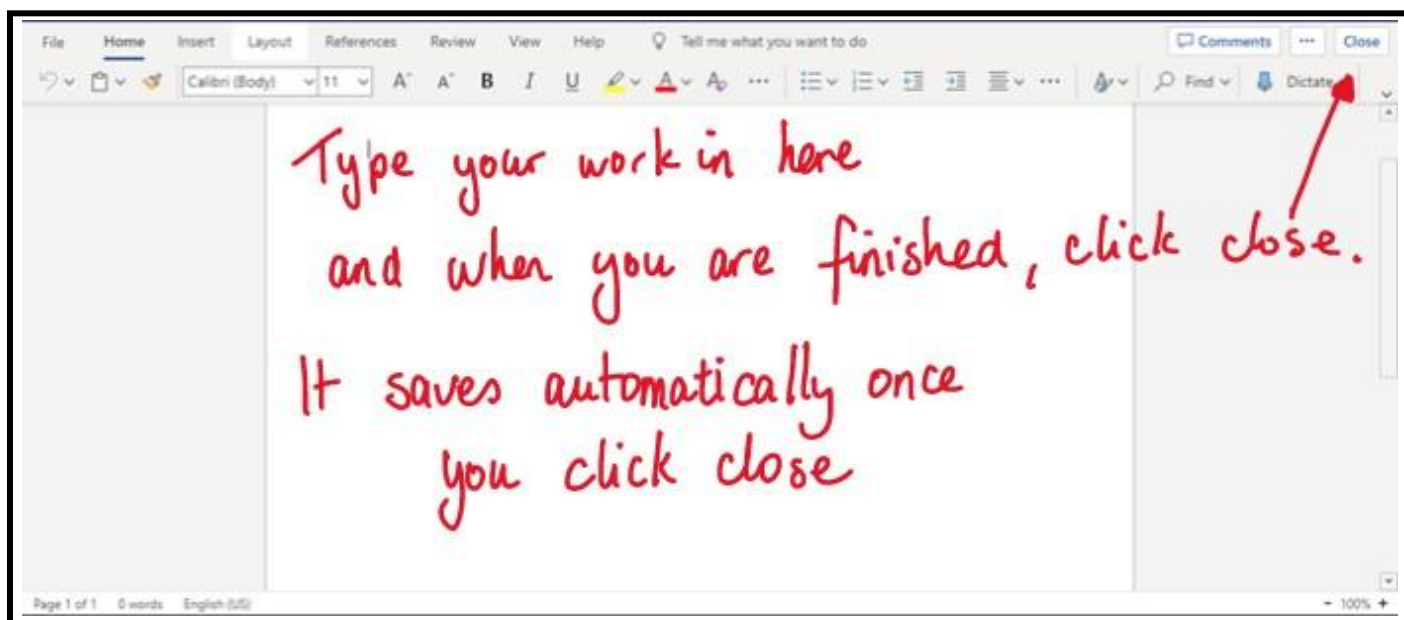 File Home Insert Layout References Review View Help Tell me what you want to do Comments ... Close
Calibri (Body) 11 A A B I U A A ... Find Dictate
Type your work in here
and when you are finished, click close.
It saves automatically once
you click close
Page 1 of 1 0 words English (US) - 100% +